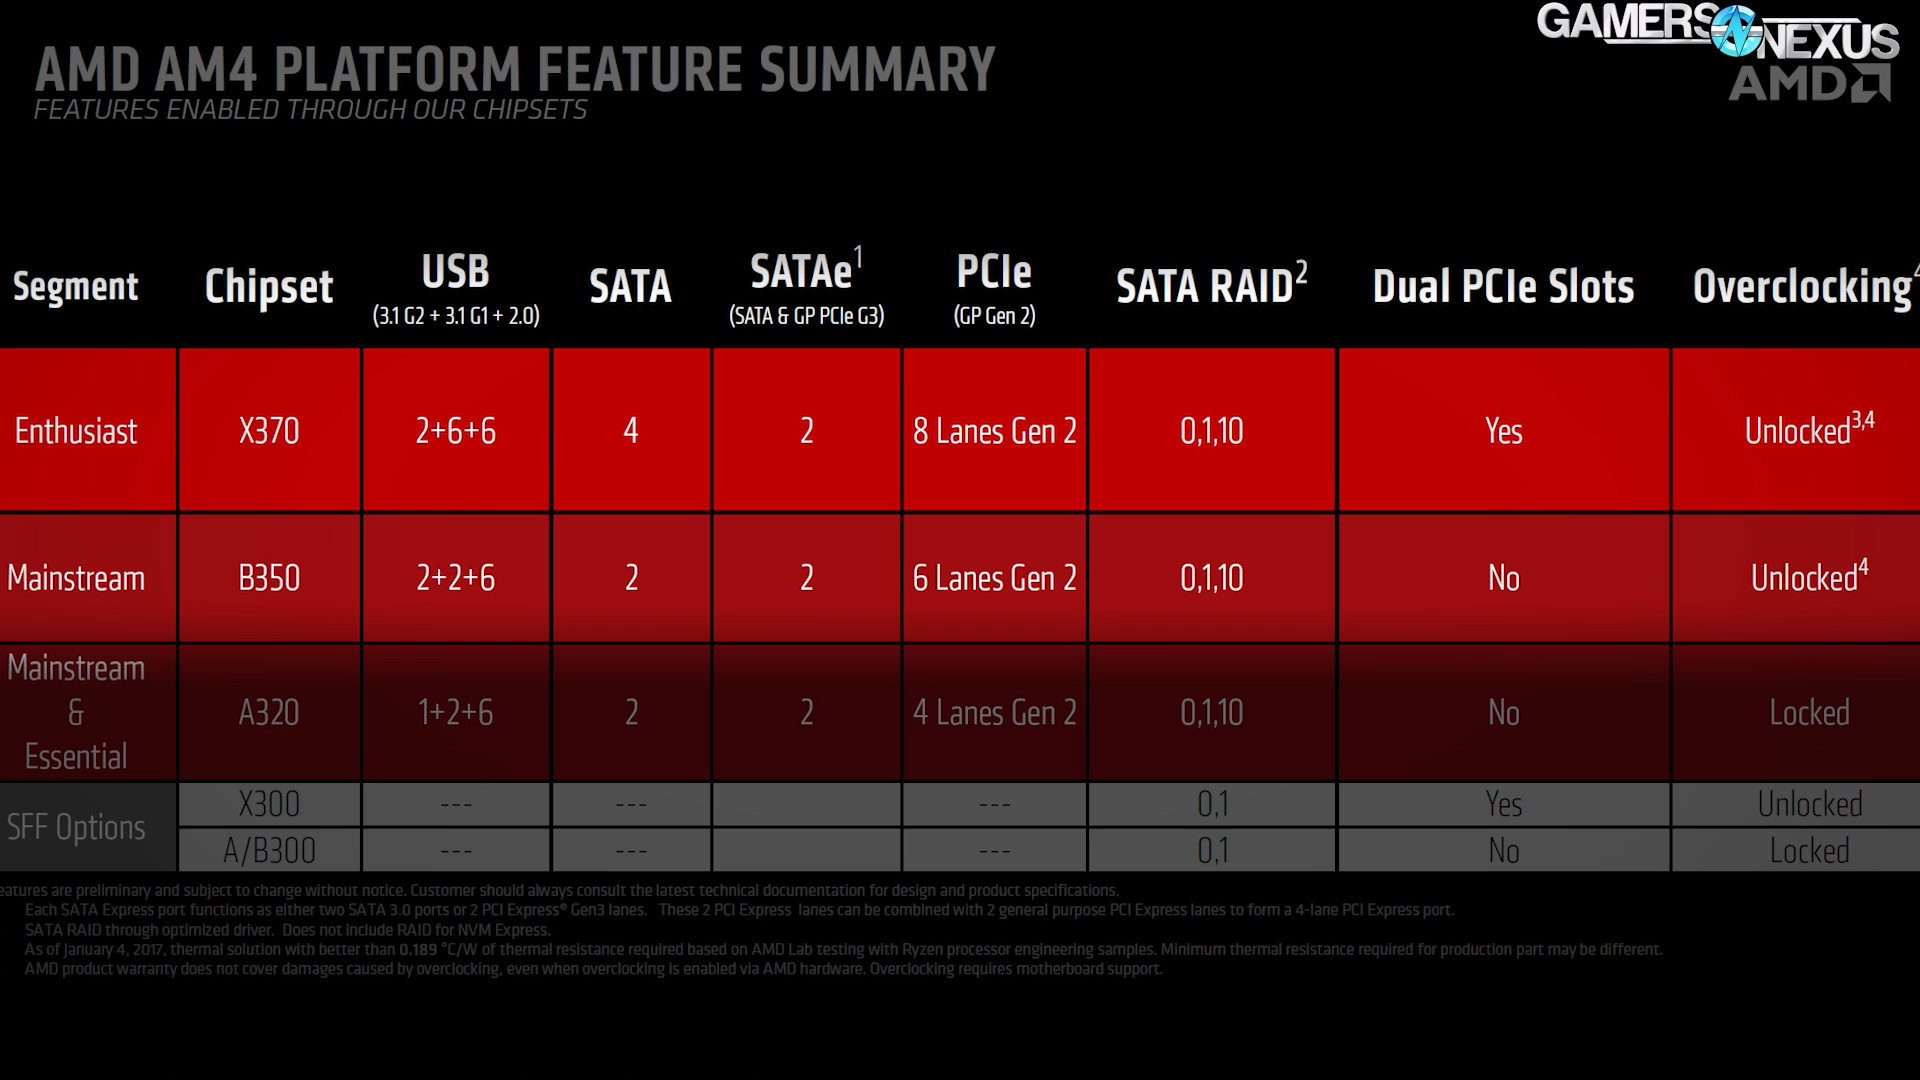 GAMERS NEXUS
AMD
AMD AM4 PLATFORM FEATURE SUMMARY
FEATURES ENABLED THROUGH OUR CHIPSETS
Segment Chipset USB (3.1 G2 + 3.1 G1 + 2.0) SATA SATAe1 (SATA & GP PCIe G3) PCIe (GP Gen 2) SATA RAID2 Dual PCIe Slots Overclocking4
Enthusiast X370 2+6+6 4 2 8 Lanes Gen 2 0,1,10 Yes Unlocked3,4
Mainstream B350 2+2+6 2 2 6 Lanes Gen 2 0,1,10 No Unlocked4
Mainstream & Essential A320 1+2+6 2 2 4 Lanes Gen 2 0,1,10 No Locked
SFF Options X300 --- --- --- 0,1 Yes Unlocked
A/B300 --- --- --- 0,1 No Locked
eatures are preliminary and subject to change without notice. Customer should always consult the latest technical documentation for design and product specifications.
Each SATA Express port functions as either two SATA 3.0 ports or 2 PCI Express® Gen3 lanes. These 2 PCI Express lanes can be combined with 2 general purpose PCI Express lanes to form a 4-lane PCI Express port.
SATA RAID through optimized driver. Does not include RAID for NVM Express.
As of January 4, 2017, thermal solution with better than 0.189 °C/W of thermal resistance required based on AMD Lab testing with Ryzen processor engineering samples. Minimum thermal resistance required for production part may be different.
AMD product warranty does not cover damages caused by overclocking, even when overclocking is enabled via AMD hardware. Overclocking requires motherboard support.